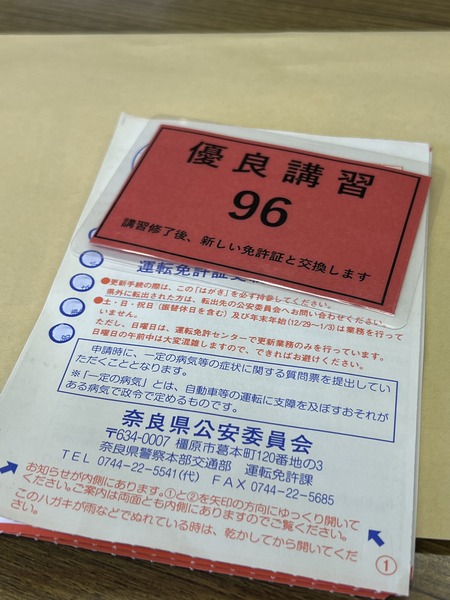 優良講習
96
講習修了後、新しい免許証と交換します
運転免許証
●更新手続の際は、この「はがき」を必ず持参してください。
県外に転出された方は、転出先の公安委員会へお問い合わせください。
●土・日・祝日（振替休日を含む）及び年末年始（12/29～1/3）は業務を行って
いません。
ただし、日曜日は、運転免許センターで更新業務のみを行っています。
日曜日の午前中は大変混雑しますので、できればお避けください。
申請時に、一定の病気等の症状に関する質問票を提出してい
ただくこととなります。
※「一定の病気」とは、自動車等の運転に支障を及ぼすおそれが
ある病気で政令で定めるものです。
奈良県公安委員会
〒634-0007 橿原市葛本町120番地の3
奈良県警察本部交通部 運転免許課
TEL 0744-22-5541(代) FAX 0744-22-5685
お知らせが内側にあります。①と②を矢印の方向にゆっくり開いて
ください。ご案内は両面とも内側にありますのでご覧ください。
このハガキが雨などでぬれている時は、乾かしてから開いてくだ
さい。
①